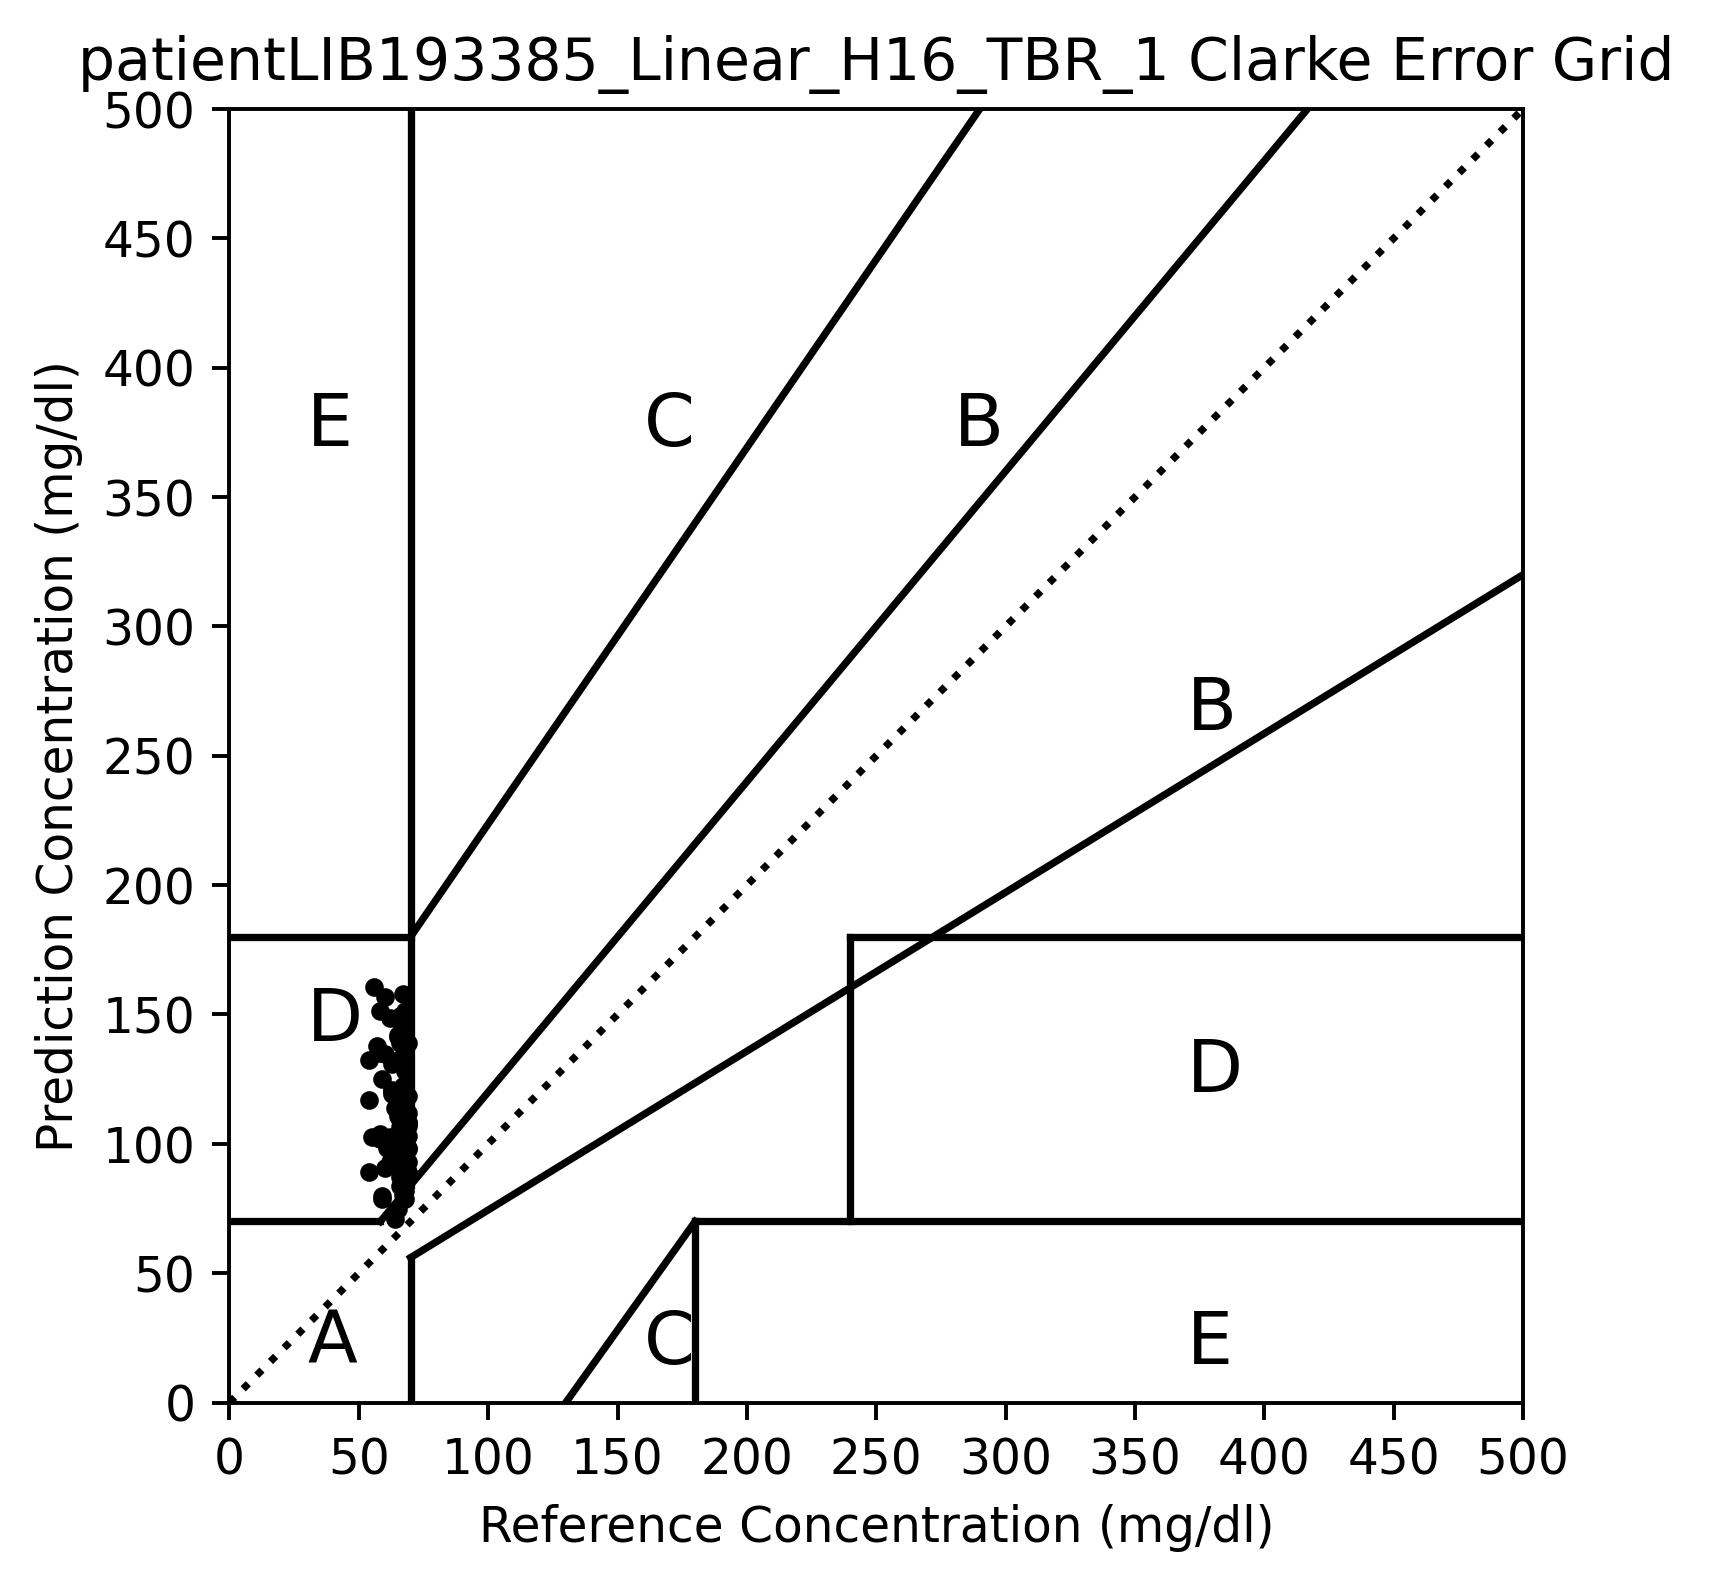 patientLIB193385_Linear_H16_TBR_1 Clarke Error Grid
500
450
400
350
300
250
200
150
100
50
0
Prediction Concentration (mg/dl)
E
C
B
B
D
D
A
C
E
0 50 100 150 200 250 300 350 400 450 500
Reference Concentration (mg/dl)